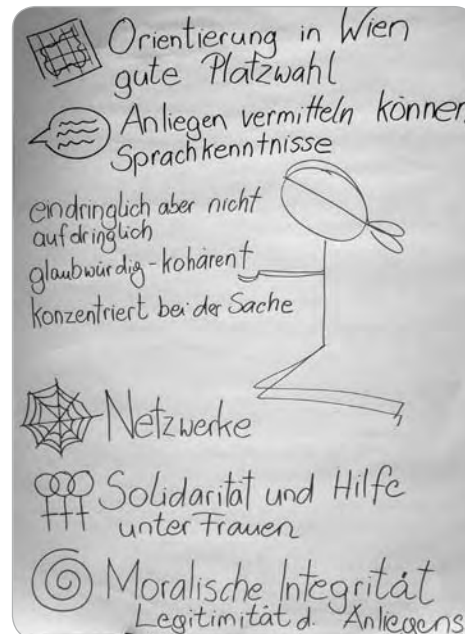 Orientierung in Wien
gute Platzwahl
Anliegen vermitteln können
Sprachkenntnisse
eindringlich aber nicht
aufdringlich
glaubwürdig - kohärent
konzentriert bei der Sache
Netzwerke
Solidarität und Hilfe
unter Frauen
Moralische Integrität
Legitimität d. Anliegens